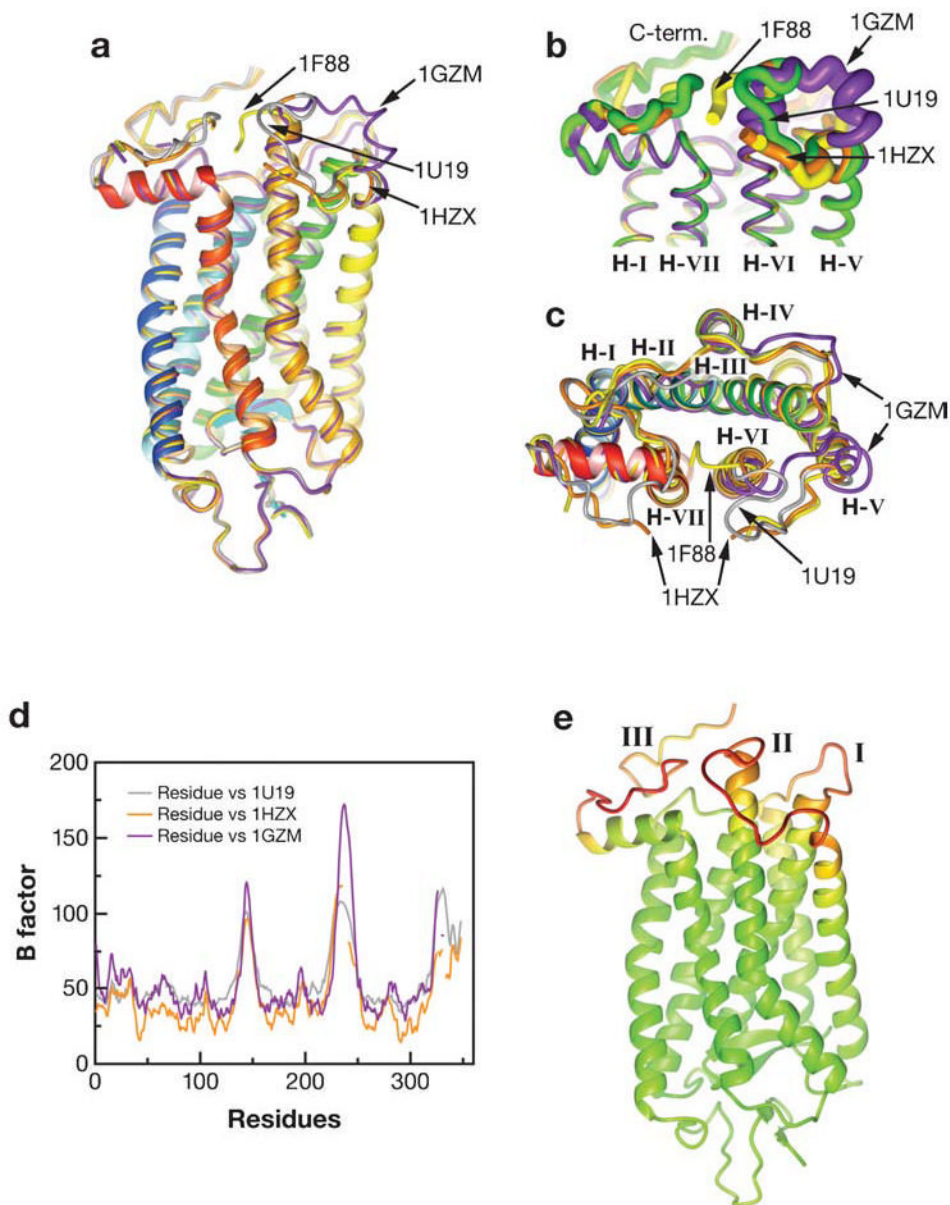 a
1F88
1GZM
1U19
1HZX
b
C-term.
1F88
1GZM
1U19
1HZX
H-I H-VII H-VI H-V
c
H-IV
H-I
H-II
H-III
1GZM
H-VI
H-V
H-VII
1F88
1U19
1HZX
d
200
150
100
50
0
B factor
Residue vs 1U19
Residue vs 1HZX
Residue vs 1GZM
0 100 200 300
Residues
e
III
II
I